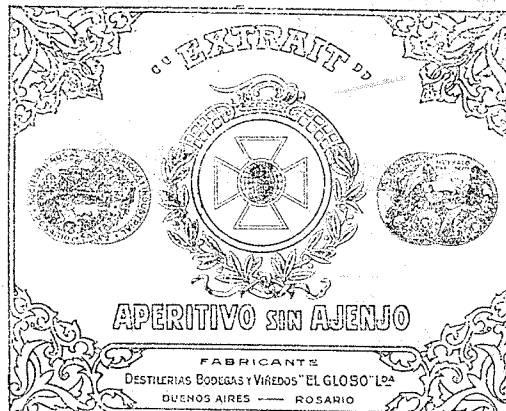 "EXTRAIT"
APERITIVO SIN AJENJO
FABRICANTE
DESTILERIAS BODEGAS Y VIÑEDOS "EL GLOBO" LDA
BUENOS AIRES — ROSARIO